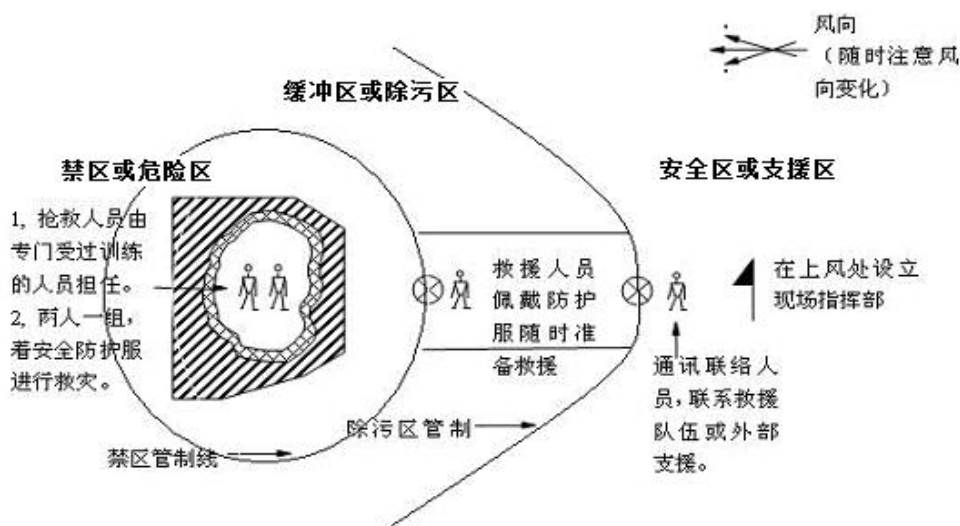 风向
（随时注意风
向变化）
缓冲区或除污区
禁区或危险区
安全区或支援区
1, 抢救人员由
专门受过训练
的人员担任。
2, 两人一组，
着安全防护服
进行救灾。
救援人员
佩戴防护
服随时准
备救援
在上风处设立
现场指挥部
通讯联络人
员，联系救援
队伍或外部
支援。
除污区管制
禁区管制线